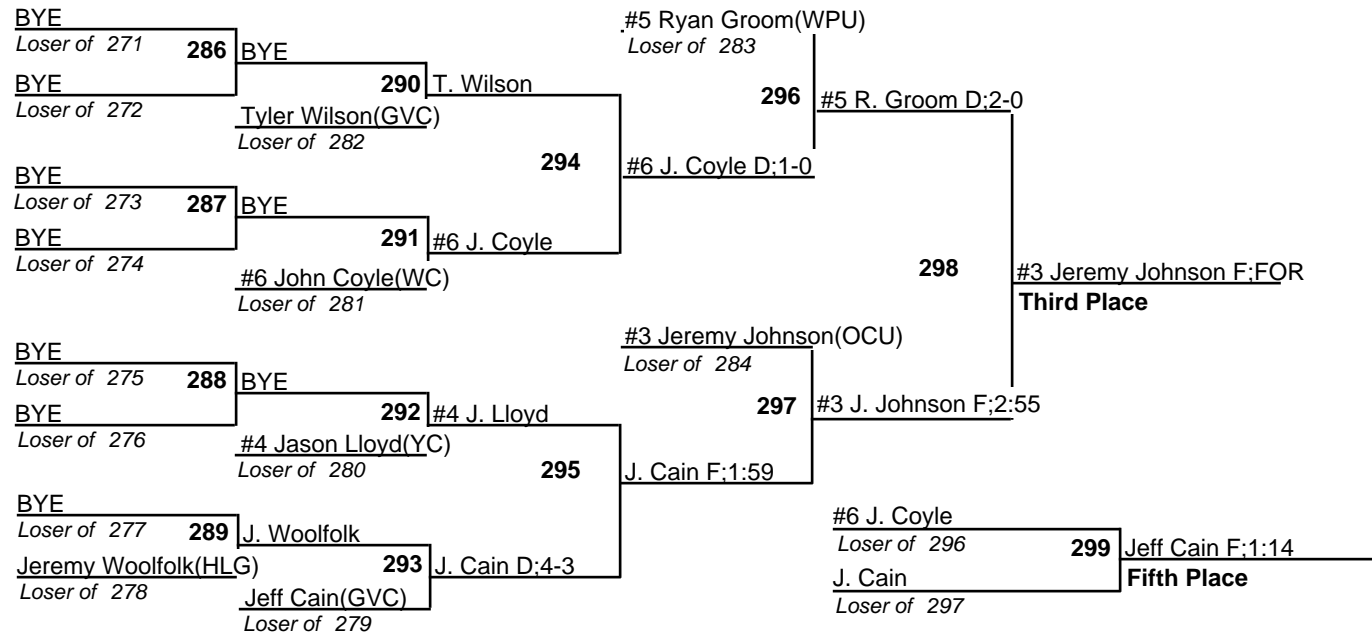 BYE
Loser of 271
286
BYE
BYE
Loser of 272
290
T. Wilson
Tyler Wilson(GVC)
Loser of 282
294
BYE
Loser of 273
287
BYE
BYE
Loser of 274
291
#6 J. Coyle
#6 John Coyle(WC)
Loser of 281
#6 J. Coyle D;1-0
#5 Ryan Groom(WPU)
Loser of 283
296
#5 R. Groom D;2-0
298
#3 Jeremy Johnson F;FOR
Third Place
BYE
Loser of 275
288
BYE
BYE
Loser of 276
292
#4 J. Lloyd
#4 Jason Lloyd(YC)
Loser of 280
295
BYE
Loser of 277
289
J. Woolfolk
Jeremy Woolfolk(HLG)
Loser of 278
293
J. Cain D;4-3
Jeff Cain(GVC)
Loser of 279
J. Cain F;1:59
#3 Jeremy Johnson(OCU)
Loser of 284
297
#3 J. Johnson F;2:55
#6 J. Coyle
Loser of 296
299
Jeff Cain F;1:14
Fifth Place
J. Cain
Loser of 297